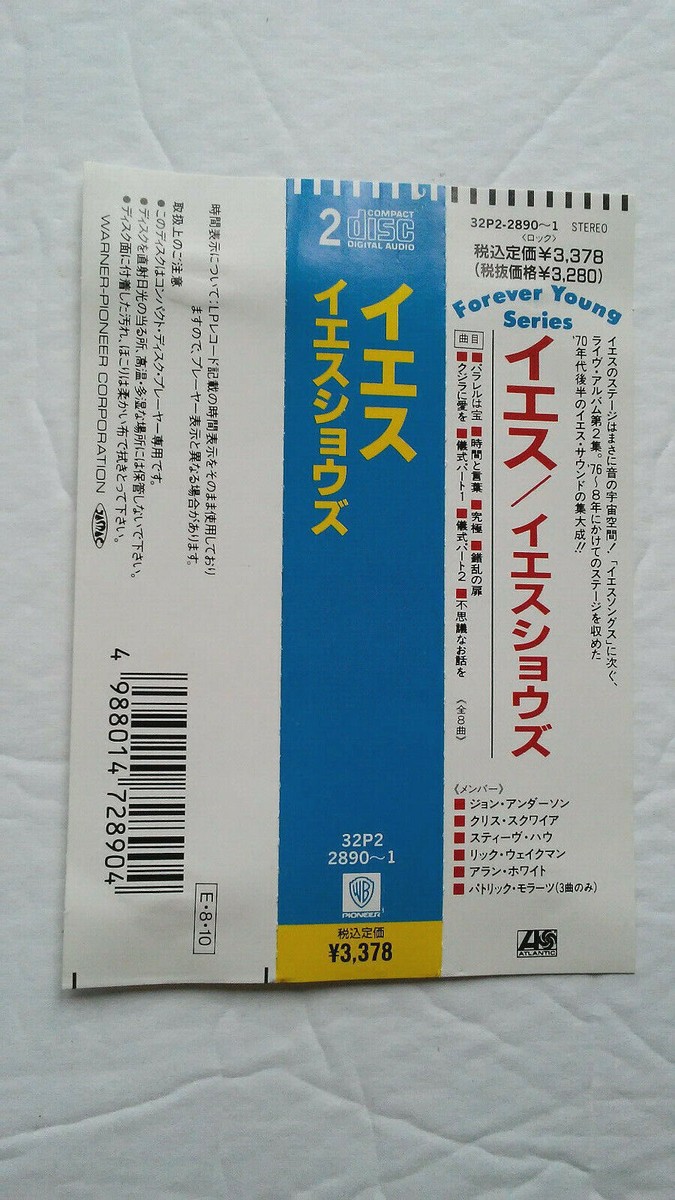 32P2-2890〜1 STEREO
〈ロック〉
税込定価¥3,378
(税抜価格¥3,280)
Forever Young
Series
イエスのステージはまさに音の宇宙空間!「イエスソングス」に次ぐ、
ライヴ・アルバム第2集。'76〜8年にかけてのステージを収めた
'70年代後半のイエス・サウンドの集大成!!
イエス/イエスショウズ
曲目
■パラレルは宝■時間と言葉■究極■錯乱の扉
■クジラに愛を■儀式パート1■儀式パート2■不思議なお話を
《全8曲》
《メンバー》
■ジョン・アンダーソン
■クリス・スクワイア
■スティーヴ・ハウ
■リック・ウェイクマン
■アラン・ホワイト
■パトリック・モラーツ(3曲のみ)
ATLANTIC
2 COMPACT
disc
DIGITAL AUDIO
イエス
イエスショウズ
32P2
2890〜1
WB
PIONEER
税込定価
¥3,378
時間表示について:LPレコード記載の時間表示をそのまま使用しており
ますので、プレーヤー表示と異なる場合があります。
取扱上のご注意
●このディスクはコンパクト・ディスク・プレーヤー専用です。
●ディスクを直射日光の当る所、高温・多湿な場所には保管しないで下さい。
●ディスク面に付着した汚れ、ほこりは柔かい布で拭きとって下さい。
WARNER-PIONEER CORPORATION
4 988014 728904
E・8・10